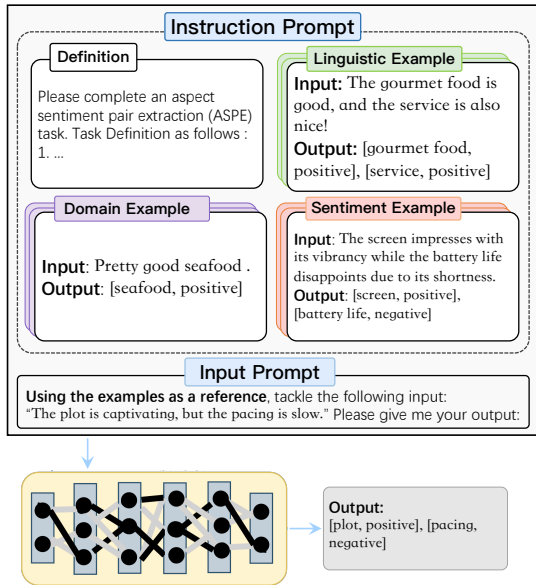 Instruction Prompt
Definition
Please complete an aspect
sentiment pair extraction (ASPE)
task. Task Definition as follows :
1. ...
Linguistic Example
Input: The gourmet food is
good, and the service is also
nice!
Output: [gourmet food,
positive], [service, positive]
Domain Example
Input: Pretty good seafood .
Output: [seafood, positive]
Sentiment Example
Input: The screen impresses with
its vibrancy while the battery life
disappoints due to its shortness.
Output: [screen, positive],
[battery life, negative]
Input Prompt
Using the examples as a reference, tackle the following input:
“The plot is captivating, but the pacing is slow.” Please give me your output:
Output:
[plot, positive], [pacing,
negative]